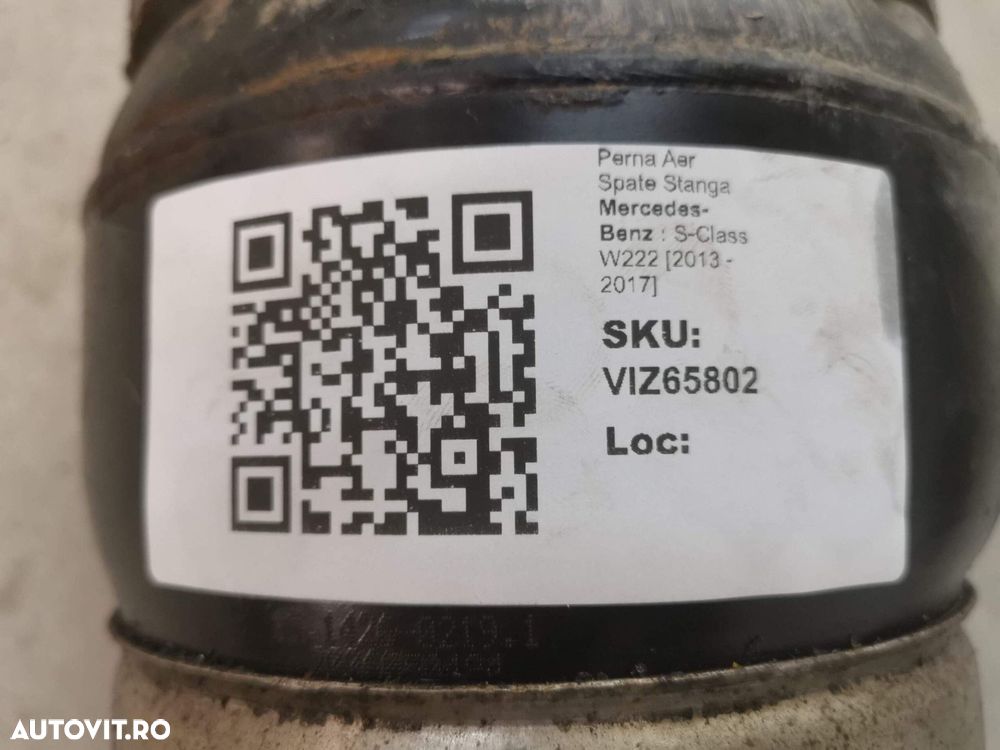 Perna Aer
Spate Stanga
Mercedes-
Benz : S-Class
W222 [2013 -
2017]
SKU:
VIZ65802
Loc:
AUTOVIT.RO